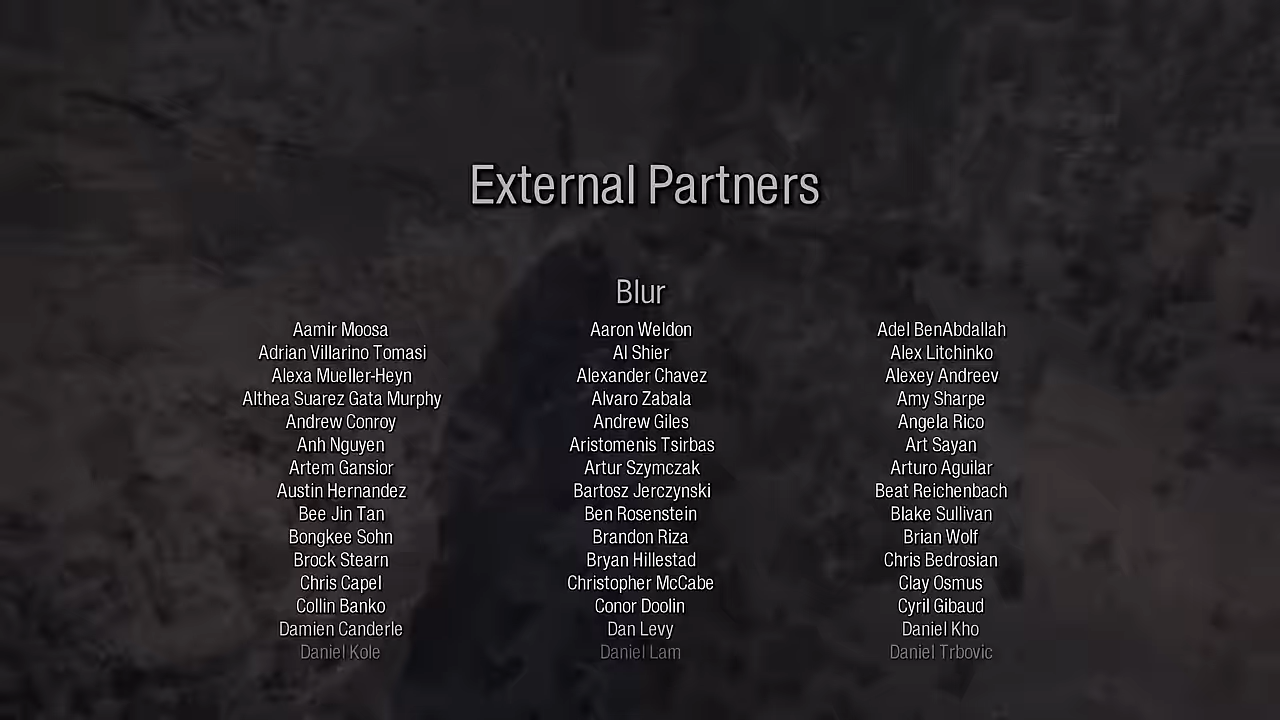 External Partners
Blur
Aamir Moosa Aaron Weldon Adel BenAbdallah
Adrian Villarino Tomasi Al Shier Alex Litchinko
Alexa Mueller-Heyn Alexander Chavez Alexey Andreev
Althea Suarez Gata Murphy Alvaro Zabala Amy Sharpe
Andrew Conroy Andrew Giles Angela Rico
Anh Nguyen Aristomenis Tsirbas Art Sayan
Artem Gansior Artur Szymczak Arturo Aguilar
Austin Hernandez Bartosz Jerczynski Beat Reichenbach
Bee Jin Tan Ben Rosenstein Blake Sullivan
Bongkee Sohn Brandon Riza Brian Wolf
Brock Stearn Bryan Hillestad Chris Bedrosian
Chris Capel Christopher McCabe Clay Osmus
Collin Banko Conor Doolin Cyril Gibaud
Damien Canderle Dan Levy Daniel Kho
Daniel Kole Daniel Lam Daniel Trbovic